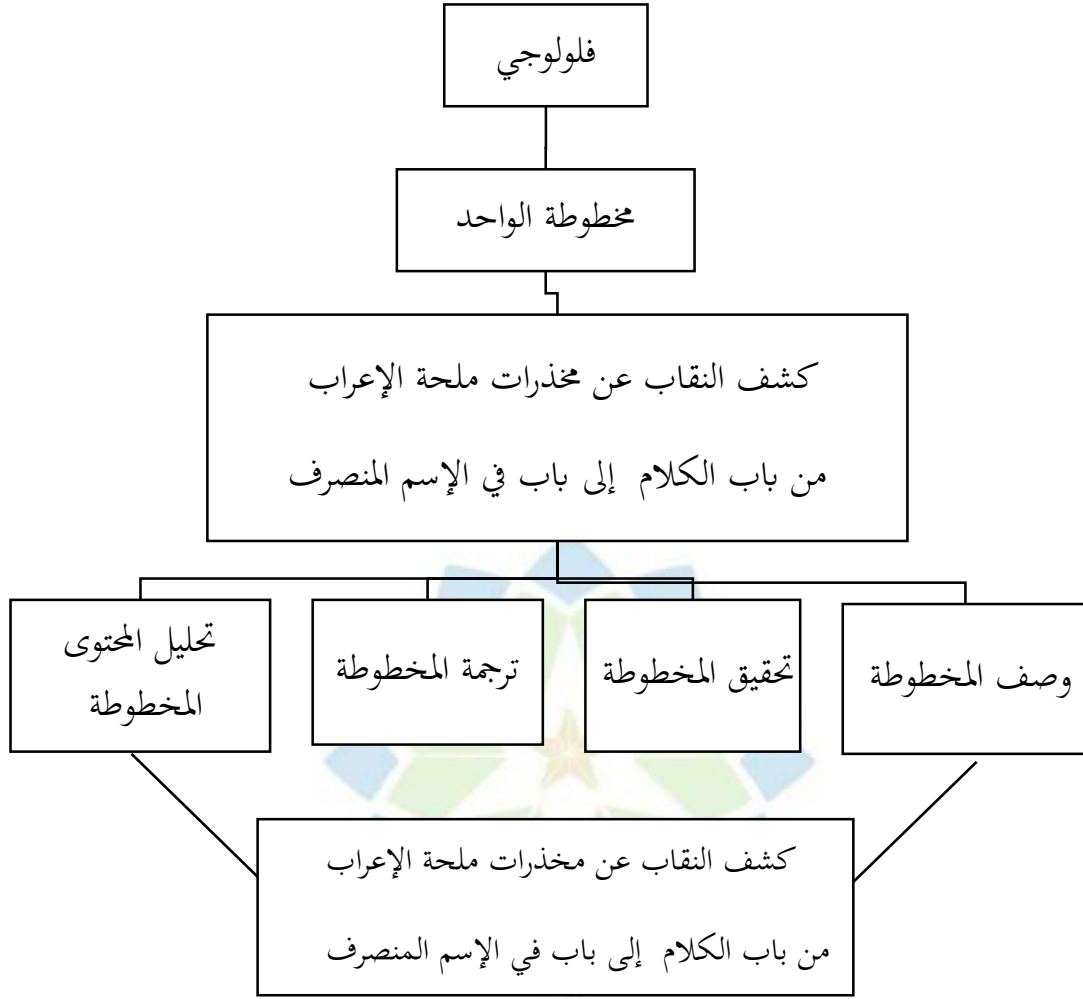 فلولوجي
مخطوطة الواحد
كشف النقاب عن مخذرات ملحة الإعراب
من باب الكلام إلى باب في الإسم المنصرف
وصف المخطوطة
تحقيق المخطوطة
ترجمة المخطوطة
تحليل المحتوى
المخطوطة
كشف النقاب عن مخذرات ملحة الإعراب
من باب الكلام إلى باب في الإسم المنصرف